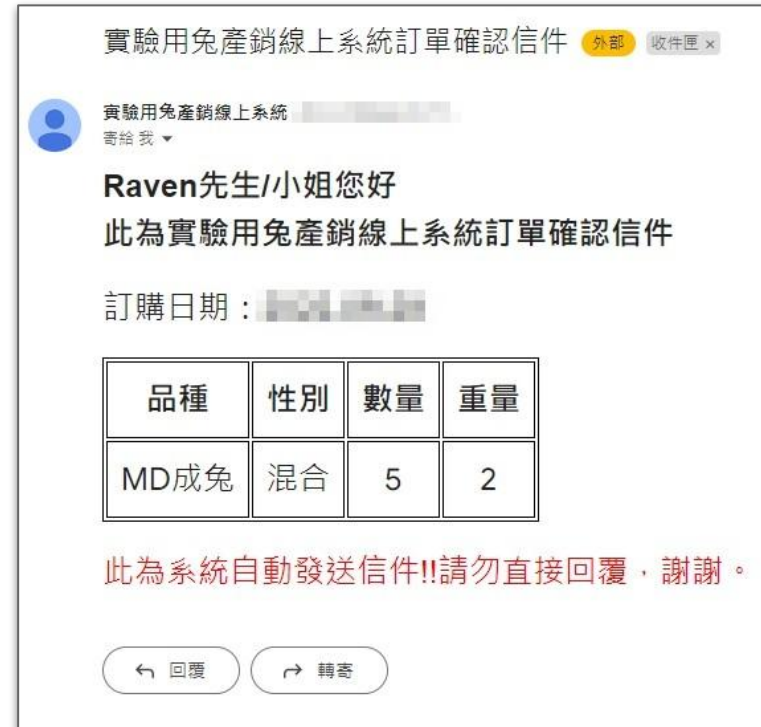 實驗用兔產銷線上系統訂單確認信件 外部 收件匣 ×
實驗用兔產銷線上系統
寄給 我
Raven先生/小姐您好
此為實驗用兔產銷線上系統訂單確認信件
訂購日期：
品種 性別 數量 重量
MD成兔 混合 5 2
此為系統自動發送信件!!請勿直接回覆，謝謝。
回覆 轉寄